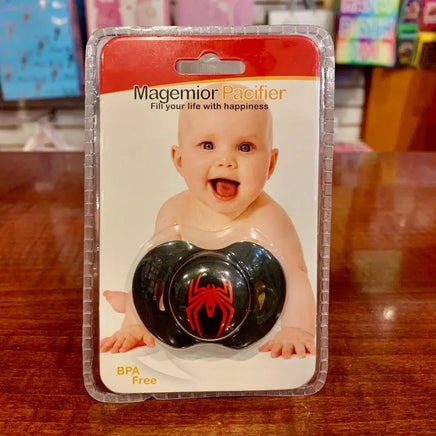 Magemior Pacifier
Fill your life with happiness
BPA
Free